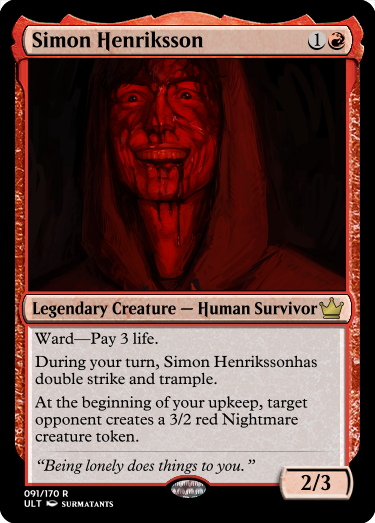 Simon Henriksson 1
Legendary Creature — Human Survivor
Ward—Pay 3 life.
During your turn, Simon Henrikssonhas
double strike and trample.
At the beginning of your upkeep, target
opponent creates a 3/2 red Nightmare
creature token.
“Being lonely does things to you.”
2/3
091/170 R
ULT SURMATANTS